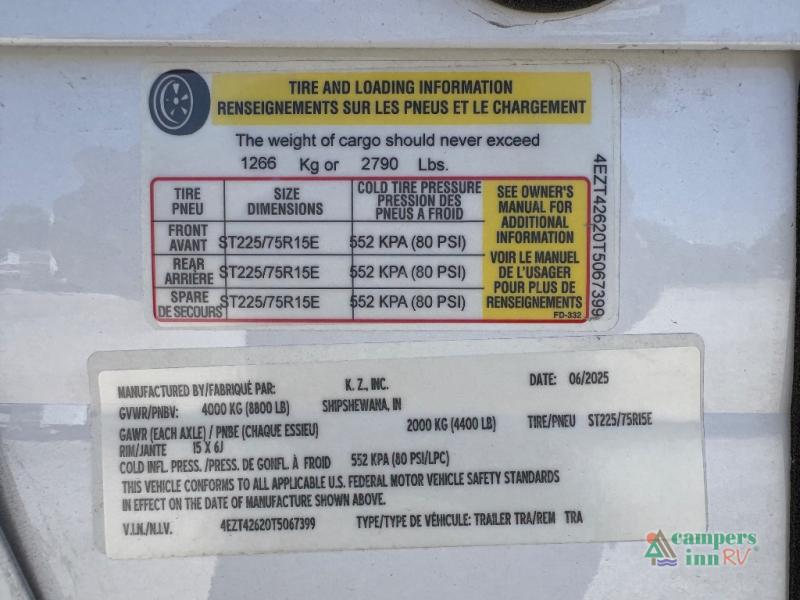 TIRE AND LOADING INFORMATION
RENSEIGNEMENTS SUR LES PNEUS ET LE CHARGEMENT
The weight of cargo should never exceed
1266 Kg or 2790 Lbs.
TIRE PNEU
SIZE DIMENSIONS
COLD TIRE PRESSURE PRESSION DES PNEUS A FROID
FRONT AVANT ST225/75R15E 552 KPA (80 PSI)
REAR ARRIÈRE ST225/75R15E 552 KPA (80 PSI)
SPARE DE SECOURS ST225/75R15E 552 KPA (80 PSI)
SEE OWNER'S
MANUAL FOR
ADDITIONAL
INFORMATION
VOIR LE MANUEL
DE L'USAGER
POUR PLUS DE
RENSEIGNEMENTS
FD-332
4EZT42620T5067399
MANUFACTURED BY/FABRIQUÉ PAR: K. Z., INC. DATE: 06/2025
GVWR/PNBV: 4000 KG (8800 LB) SHIPSHEWANA, IN
GAWR (EACH AXLE) / PNBE (CHAQUE ESSIEU) 2000 KG (4400 LB) TIRE/PNEU ST225/75R15E
RIM/JANTE 15 X 6J
COLD INFL. PRESS. /PRESS. DE GONFL. À FROID 552 KPA (80 PSI/LPC)
THIS VEHICLE CONFORMS TO ALL APPLICABLE U.S. FEDERAL MOTOR VEHICLE SAFETY STANDARDS
IN EFFECT ON THE DATE OF MANUFACTURE SHOWN ABOVE.
V.I.N./N.I.V. 4EZT42620T5067399 TYPE/TYPE DE VÉHICULE: TRAILER TRA/REM TRA
campers
inn RV®